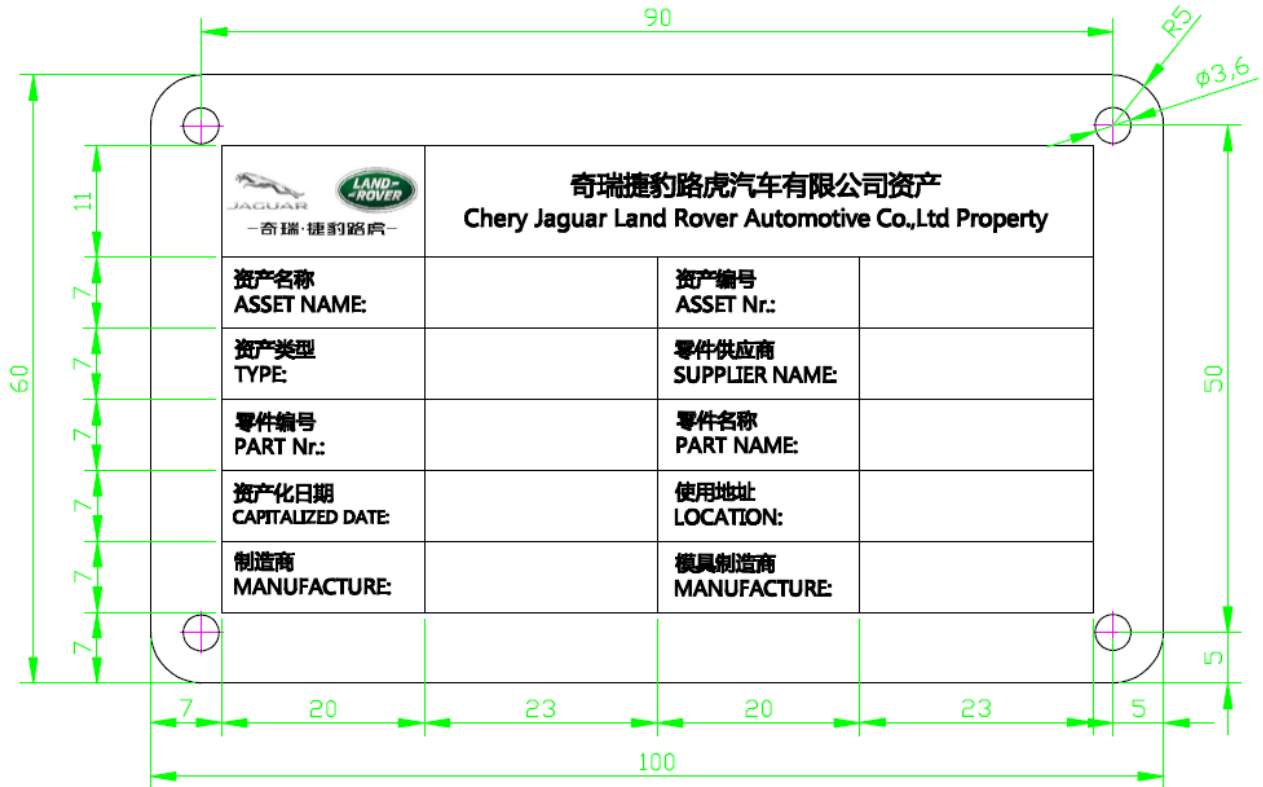 90
R5
ø3,6
JAGUAR
LAND-
-ROVER
-奇瑞·捷豹路虎-
奇瑞捷豹路虎汽车有限公司资产
Chery Jaguar Land Rover Automotive Co.,Ltd Property
11
资产名称
ASSET NAME:
资产编号
ASSET Nr.:
7
资产类型
TYPE:
零件供应商
SUPPLIER NAME:
7
60
50
零件编号
PART Nr.:
零件名称
PART NAME:
7
资产化日期
CAPITALIZED DATE:
使用地址
LOCATION:
7
制造商
MANUFACTURE:
模具制造商
MANUFACTURE:
7
7
5
7
20
23
20
23
5
100